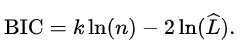 BIC = k ln(n) − 2 ln(L̂).